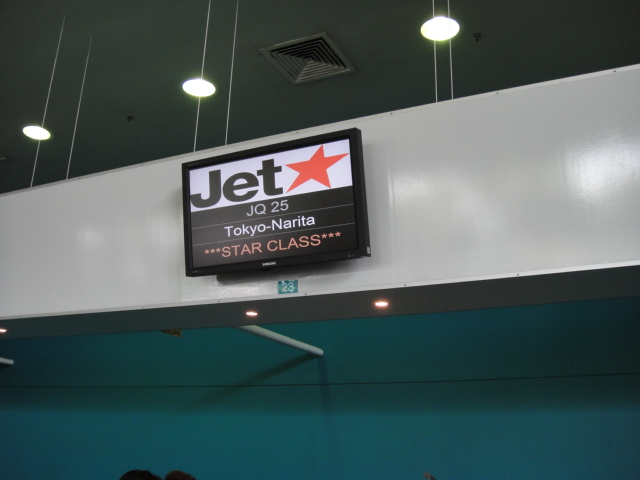 Jet
JQ 25
Tokyo-Narita
***STAR CLASS***
SAMSUNG
23